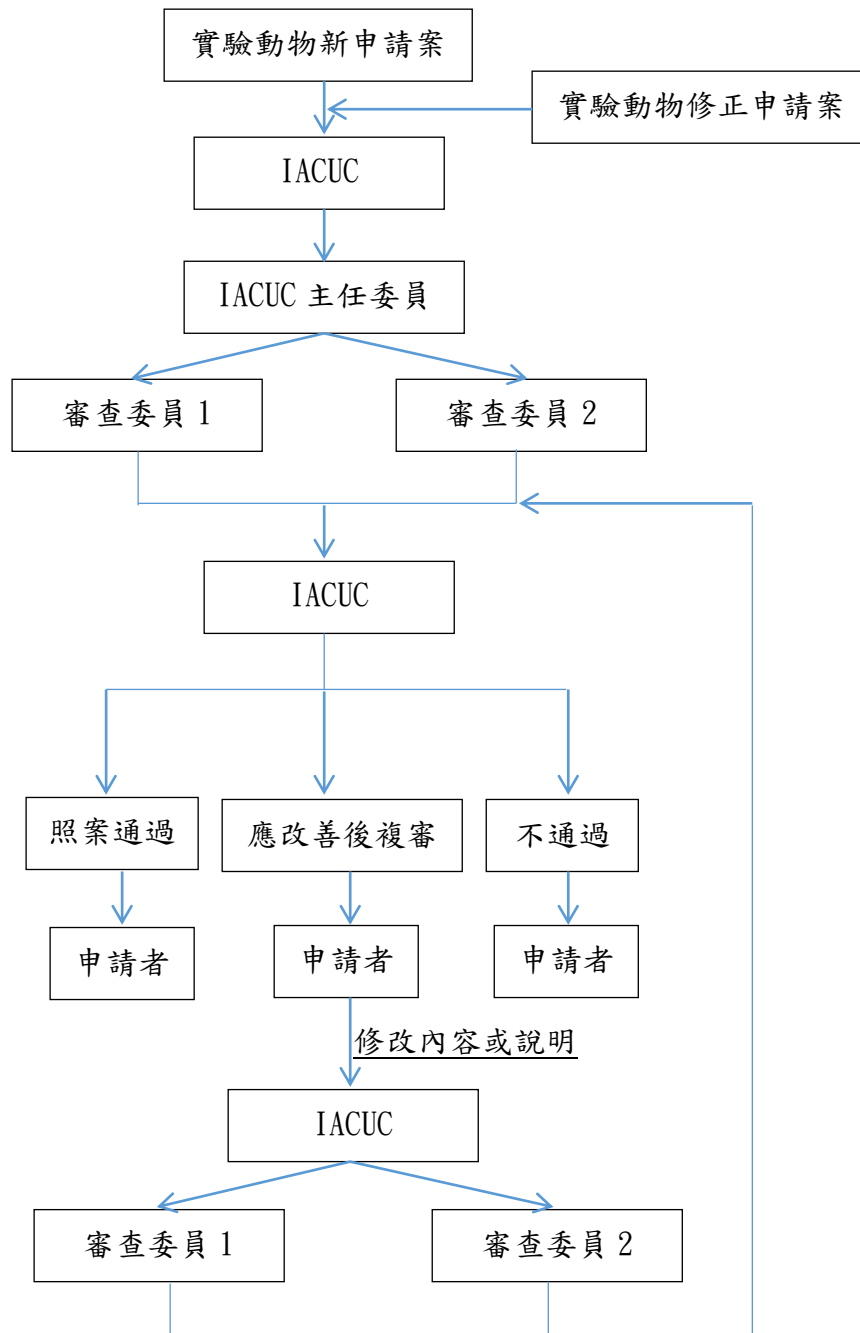 實驗動物新申請案
實驗動物修正申請案
IACUC
IACUC 主任委員
審查委員 1
審查委員 2
IACUC
照案通過
應改善後複審
不通過
申請者
申請者
申請者
修改內容或說明
IACUC
審查委員 1
審查委員 2